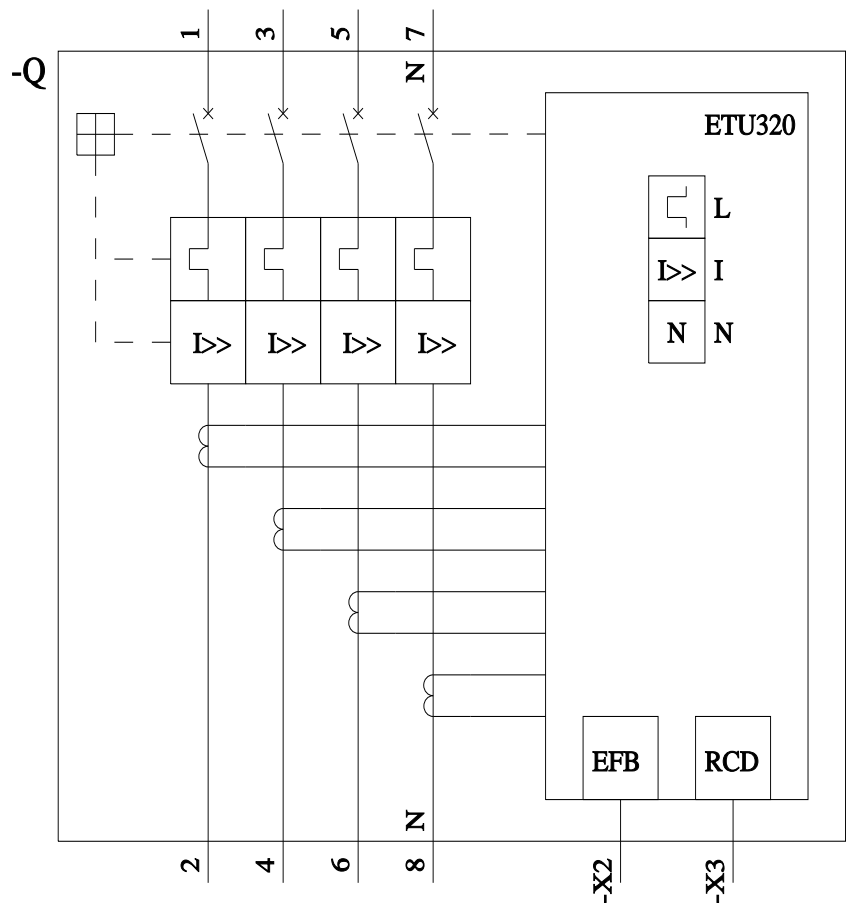 1 3 5 7
-Q
N
ETU320
L
I>> I
N N
I>> I>> I>> I>>
EFB RCD
N
2 4 6 8
-X2 -X3